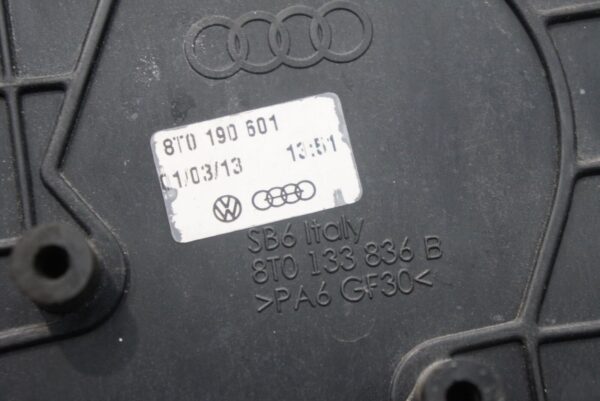 8T0 190 601
01/03/13 13:51
SB6 Italy
8T0 133 836 B
>PA6 GF30<